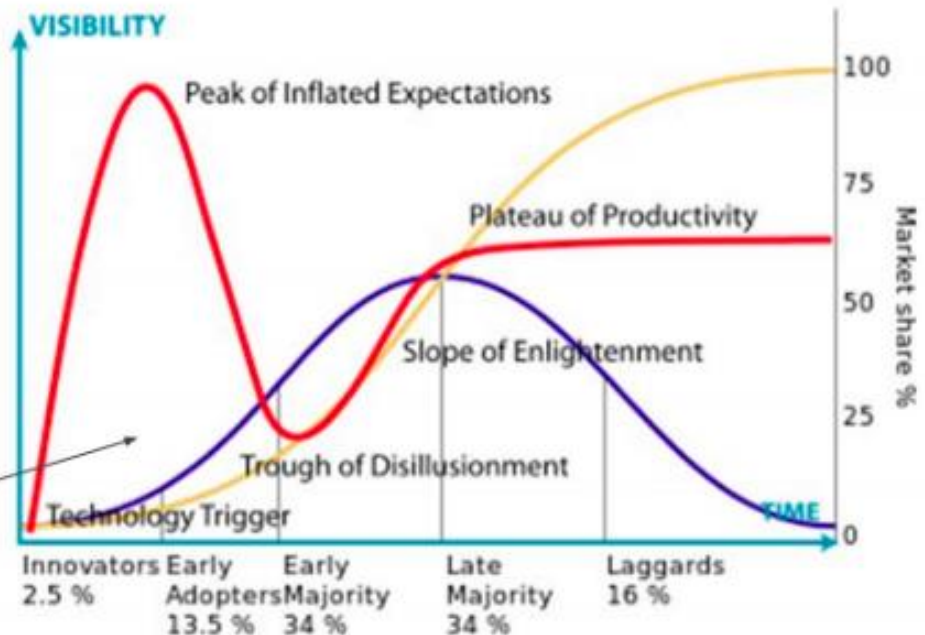 VISIBILITY
Peak of Inflated Expectations
100
75
Plateau of Productivity
Market share %
50
Slope of Enlightenment
25
Trough of Disillusionment
Technology Trigger
TIME
0
Innovators
2.5 %
Early
Adopters
13.5 %
Early
Majority
34 %
Late
Majority
34 %
Laggards
16 %